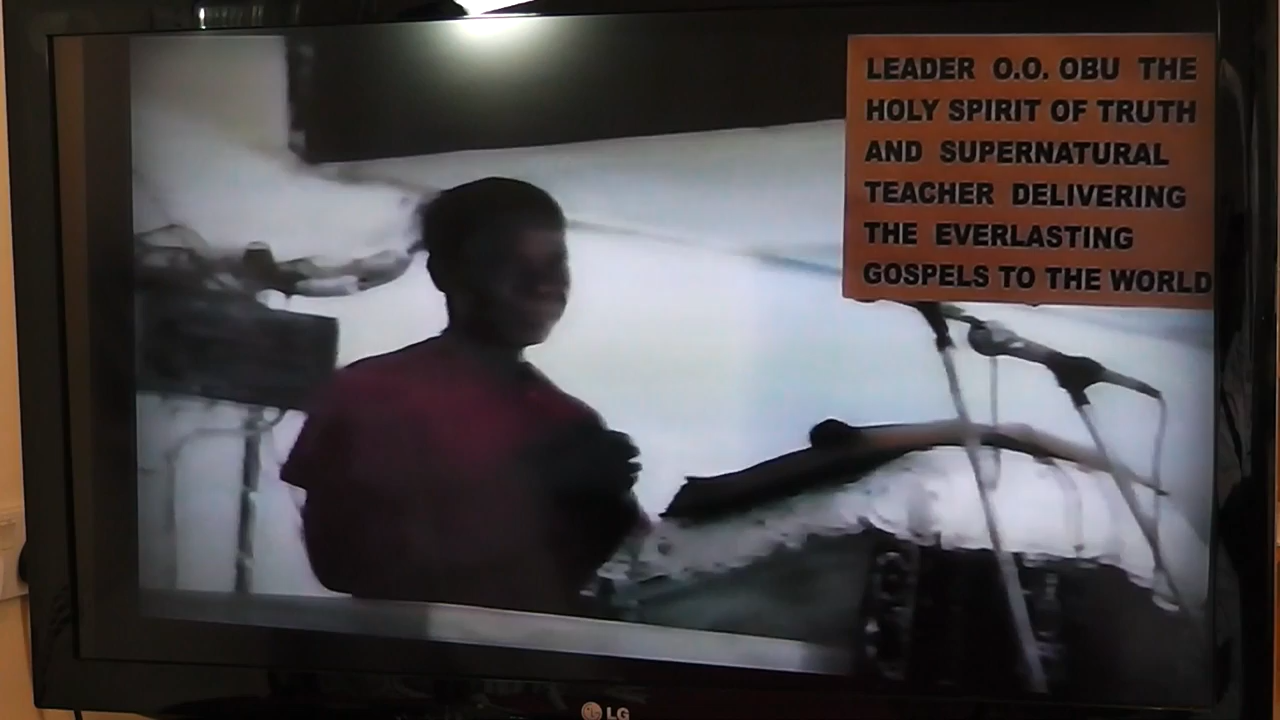 LEADER O.O. OBU THE
HOLY SPIRIT OF TRUTH
AND SUPERNATURAL
TEACHER DELIVERING
THE EVERLASTING
GOSPELS TO THE WORLD
LG